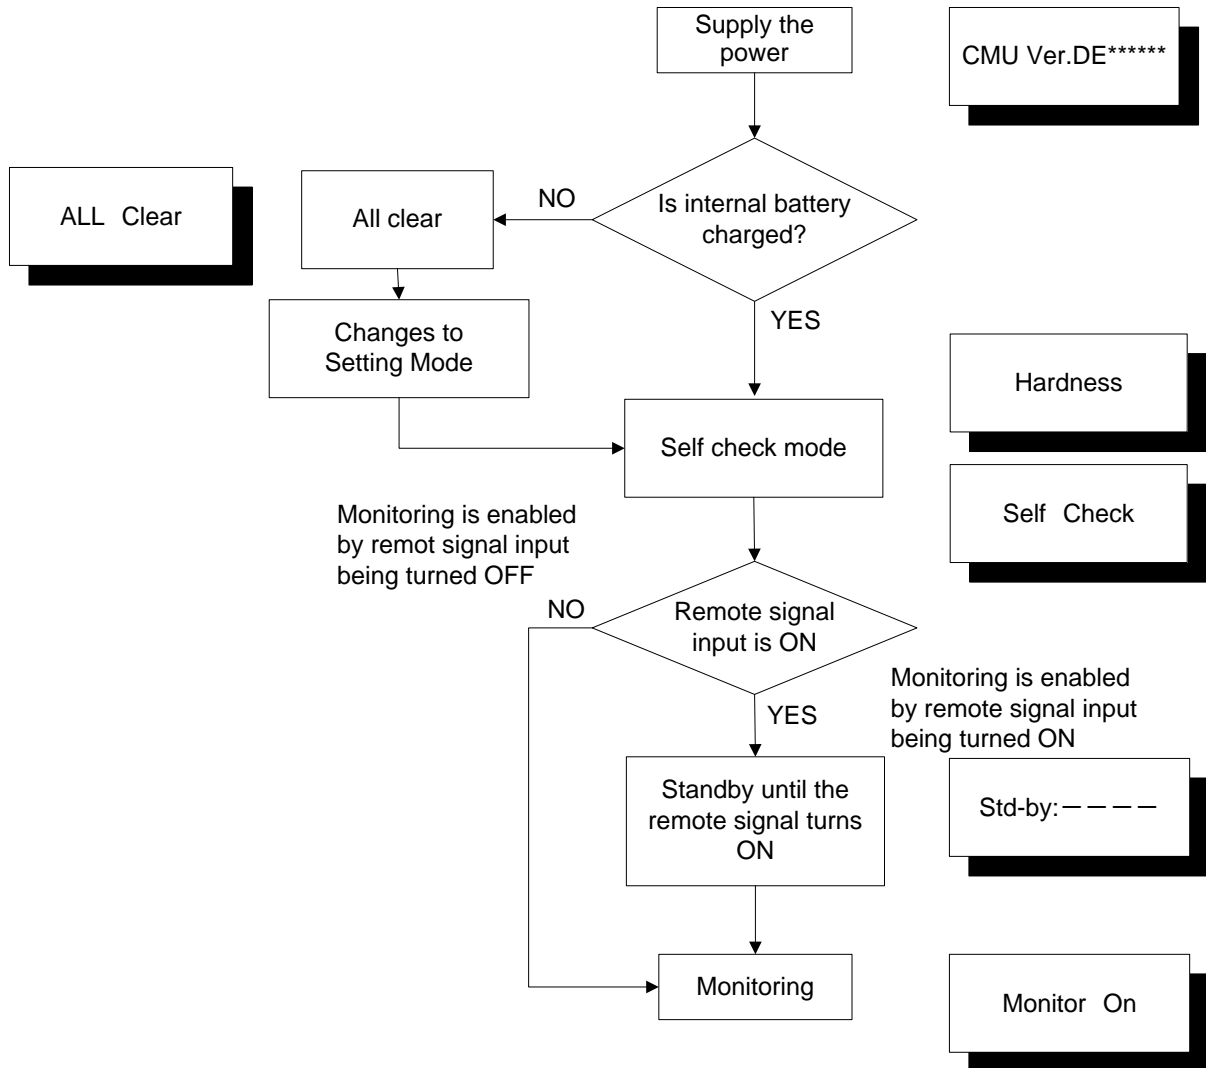 Supply the
power
CMU Ver.DE******
ALL Clear
All clear
NO
Is internal battery
charged?
YES
Changes to
Setting Mode
Hardness
Self check mode
Self Check
Monitoring is enabled
by remot signal input
being turned OFF
NO
Remote signal
input is ON
YES
Monitoring is enabled
by remote signal input
being turned ON
Standby until the
remote signal turns
ON
Std-by:－－－－
Monitoring
Monitor On